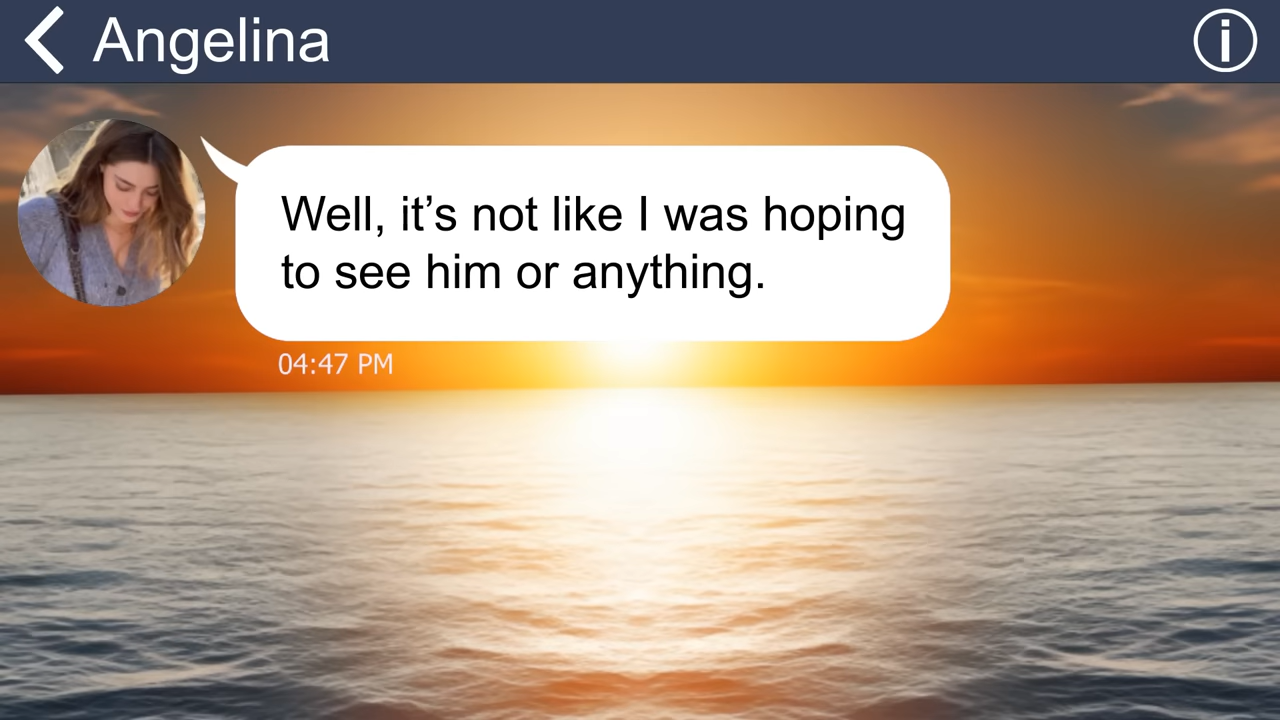 Angelina
Well, it’s not like I was hoping
to see him or anything.
04:47 PM